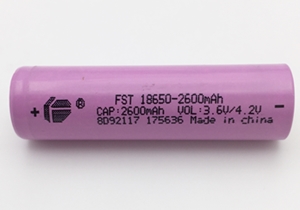 FST 18650-2600mAh
CAP:2600mAh VOL:3.6V/4.2V
8D92117 175636 Made in china
+ ® -